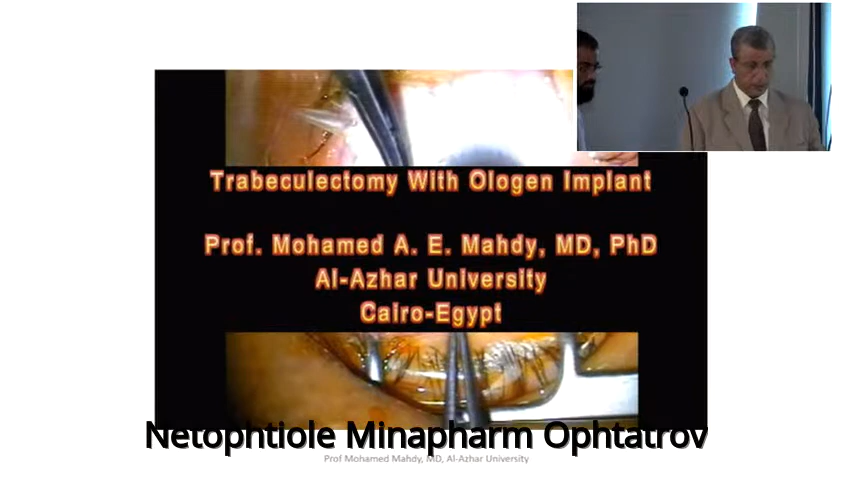 Trabeculectomy With Ologen Implant
Prof. Mohamed A. E. Mahdy, MD, PhD
Al-Azhar University
Cairo-Egypt
Netophtiole Minapharm Ophtatrov
Prof Mohamed Mahdy, MD, Al-Azhar University